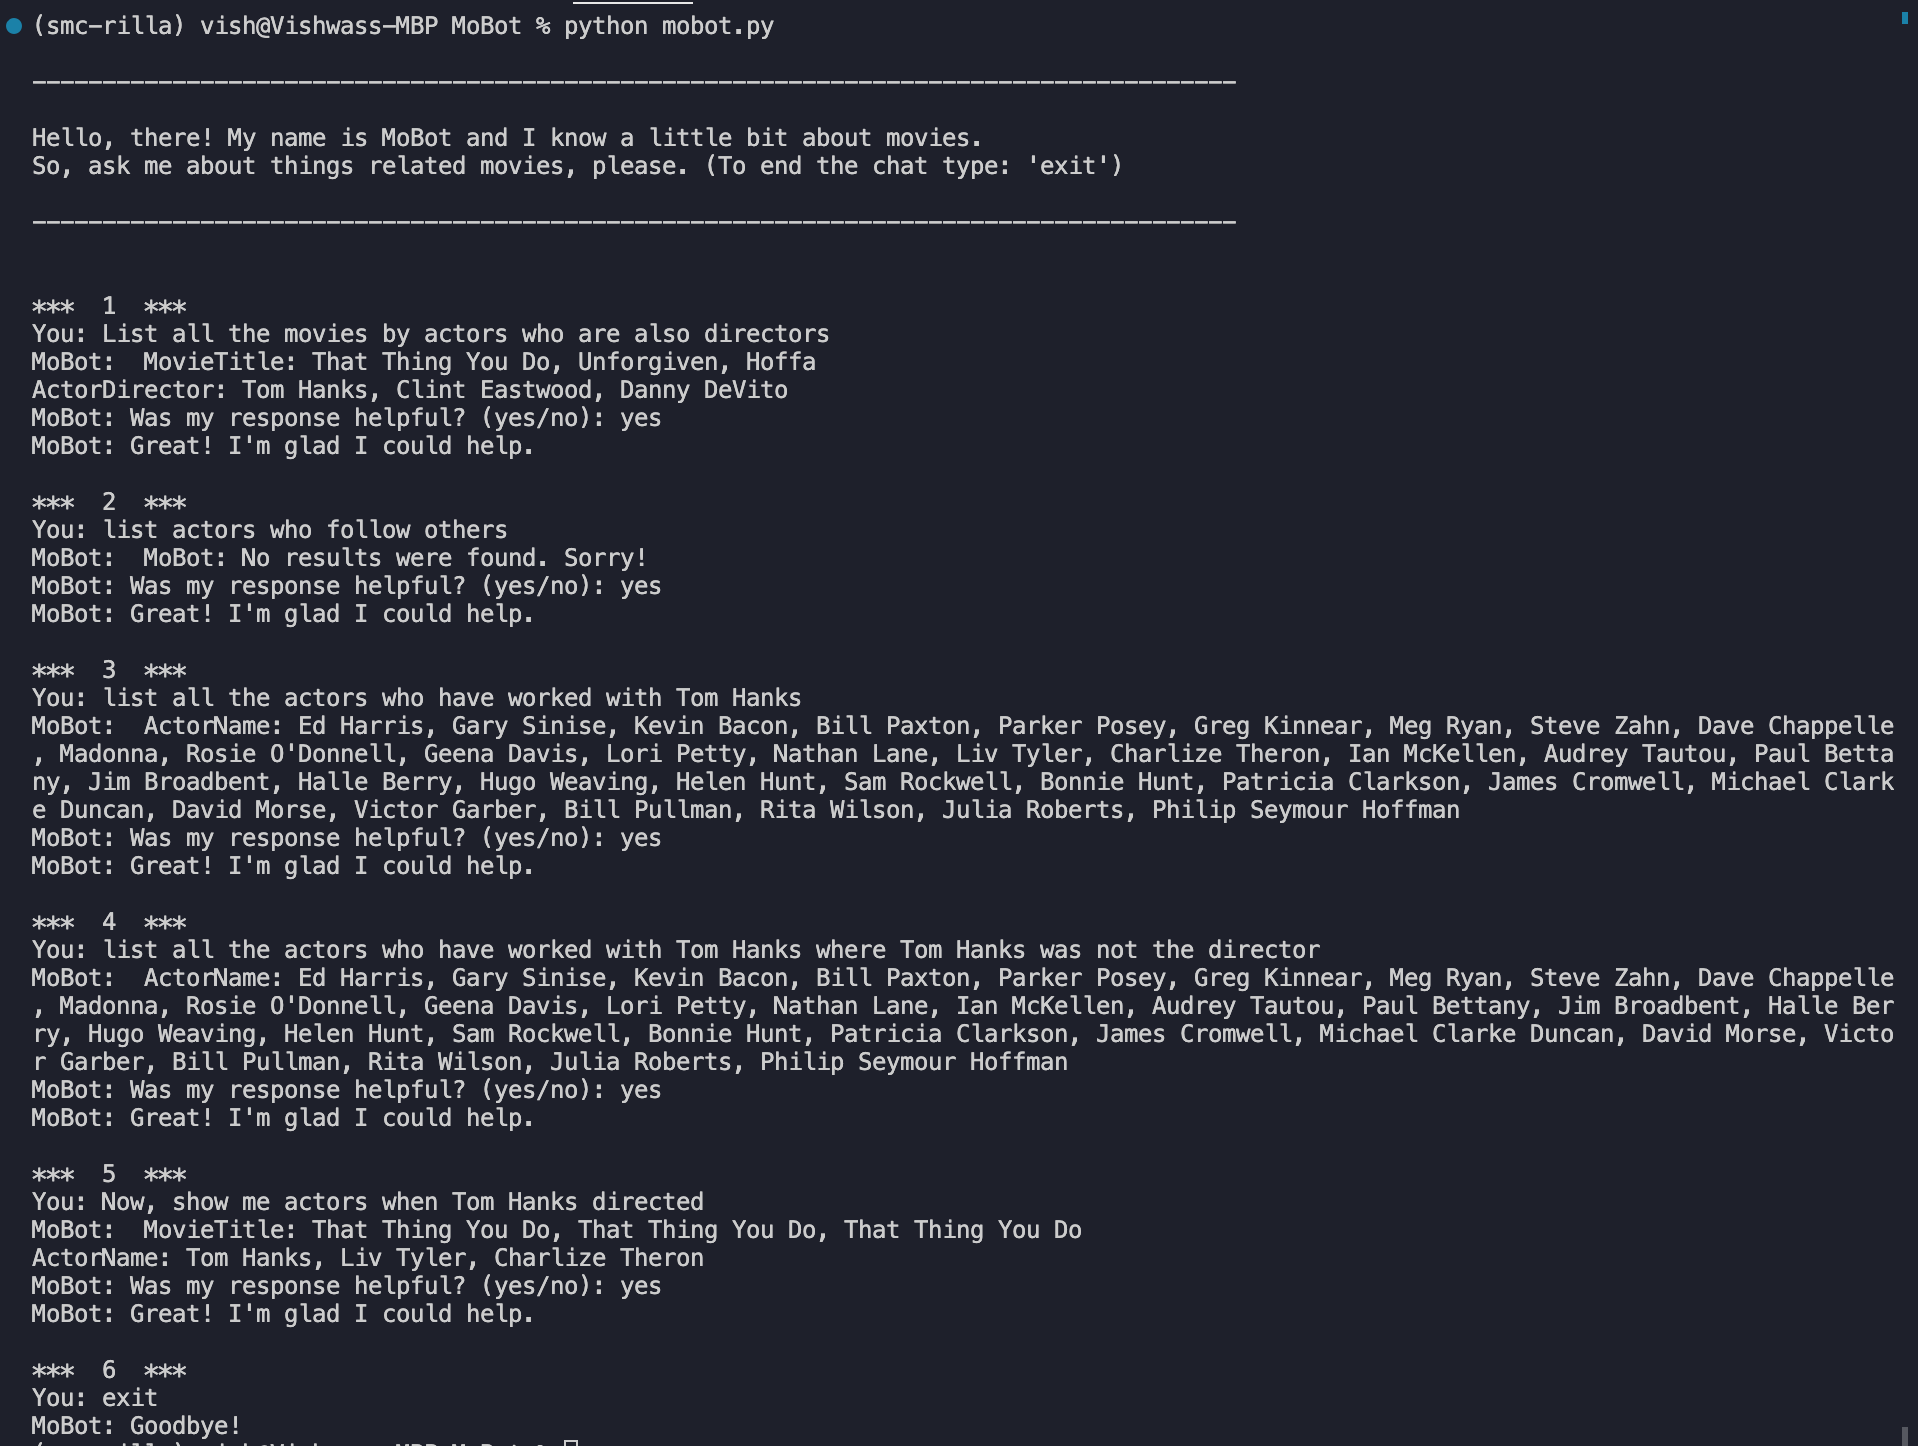 (smc-rilla) vish@Vishwass-MBP MoBot % python mobot.py
--------------------------------------------------------------------------------------
Hello, there! My name is MoBot and I know a little bit about movies.
So, ask me about things related movies, please. (To end the chat type: 'exit')
--------------------------------------------------------------------------------------
***  1  ***
You: List all the movies by actors who are also directors
MoBot:  MovieTitle: That Thing You Do, Unforgiven, Hoffa
ActorDirector: Tom Hanks, Clint Eastwood, Danny DeVito
MoBot: Was my response helpful? (yes/no): yes
MoBot: Great! I'm glad I could help.
***  2  ***
You: list actors who follow others
MoBot:  MoBot: No results were found. Sorry!
MoBot: Was my response helpful? (yes/no): yes
MoBot: Great! I'm glad I could help.
***  3  ***
You: list all the actors who have worked with Tom Hanks
MoBot:  ActorName: Ed Harris, Gary Sinise, Kevin Bacon, Bill Paxton, Parker Posey, Greg Kinnear, Meg Ryan, Steve Zahn, Dave Chappelle
, Madonna, Rosie O'Donnell, Geena Davis, Lori Petty, Nathan Lane, Liv Tyler, Charlize Theron, Ian McKellen, Audrey Tautou, Paul Betta
ny, Jim Broadbent, Halle Berry, Hugo Weaving, Helen Hunt, Sam Rockwell, Bonnie Hunt, Patricia Clarkson, James Cromwell, Michael Clark
e Duncan, David Morse, Victor Garber, Bill Pullman, Rita Wilson, Julia Roberts, Philip Seymour Hoffman
MoBot: Was my response helpful? (yes/no): yes
MoBot: Great! I'm glad I could help.
***  4  ***
You: list all the actors who have worked with Tom Hanks where Tom Hanks was not the director
MoBot:  ActorName: Ed Harris, Gary Sinise, Kevin Bacon, Bill Paxton, Parker Posey, Greg Kinnear, Meg Ryan, Steve Zahn, Dave Chappelle
, Madonna, Rosie O'Donnell, Geena Davis, Lori Petty, Nathan Lane, Ian McKellen, Audrey Tautou, Paul Bettany, Jim Broadbent, Halle Ber
ry, Hugo Weaving, Helen Hunt, Sam Rockwell, Bonnie Hunt, Patricia Clarkson, James Cromwell, Michael Clarke Duncan, David Morse, Victo
r Garber, Bill Pullman, Rita Wilson, Julia Roberts, Philip Seymour Hoffman
MoBot: Was my response helpful? (yes/no): yes
MoBot: Great! I'm glad I could help.
***  5  ***
You: Now, show me actors when Tom Hanks directed
MoBot:  MovieTitle: That Thing You Do, That Thing You Do, That Thing You Do
ActorName: Tom Hanks, Liv Tyler, Charlize Theron
MoBot: Was my response helpful? (yes/no): yes
MoBot: Great! I'm glad I could help.
***  6  ***
You: exit
MoBot: Goodbye!